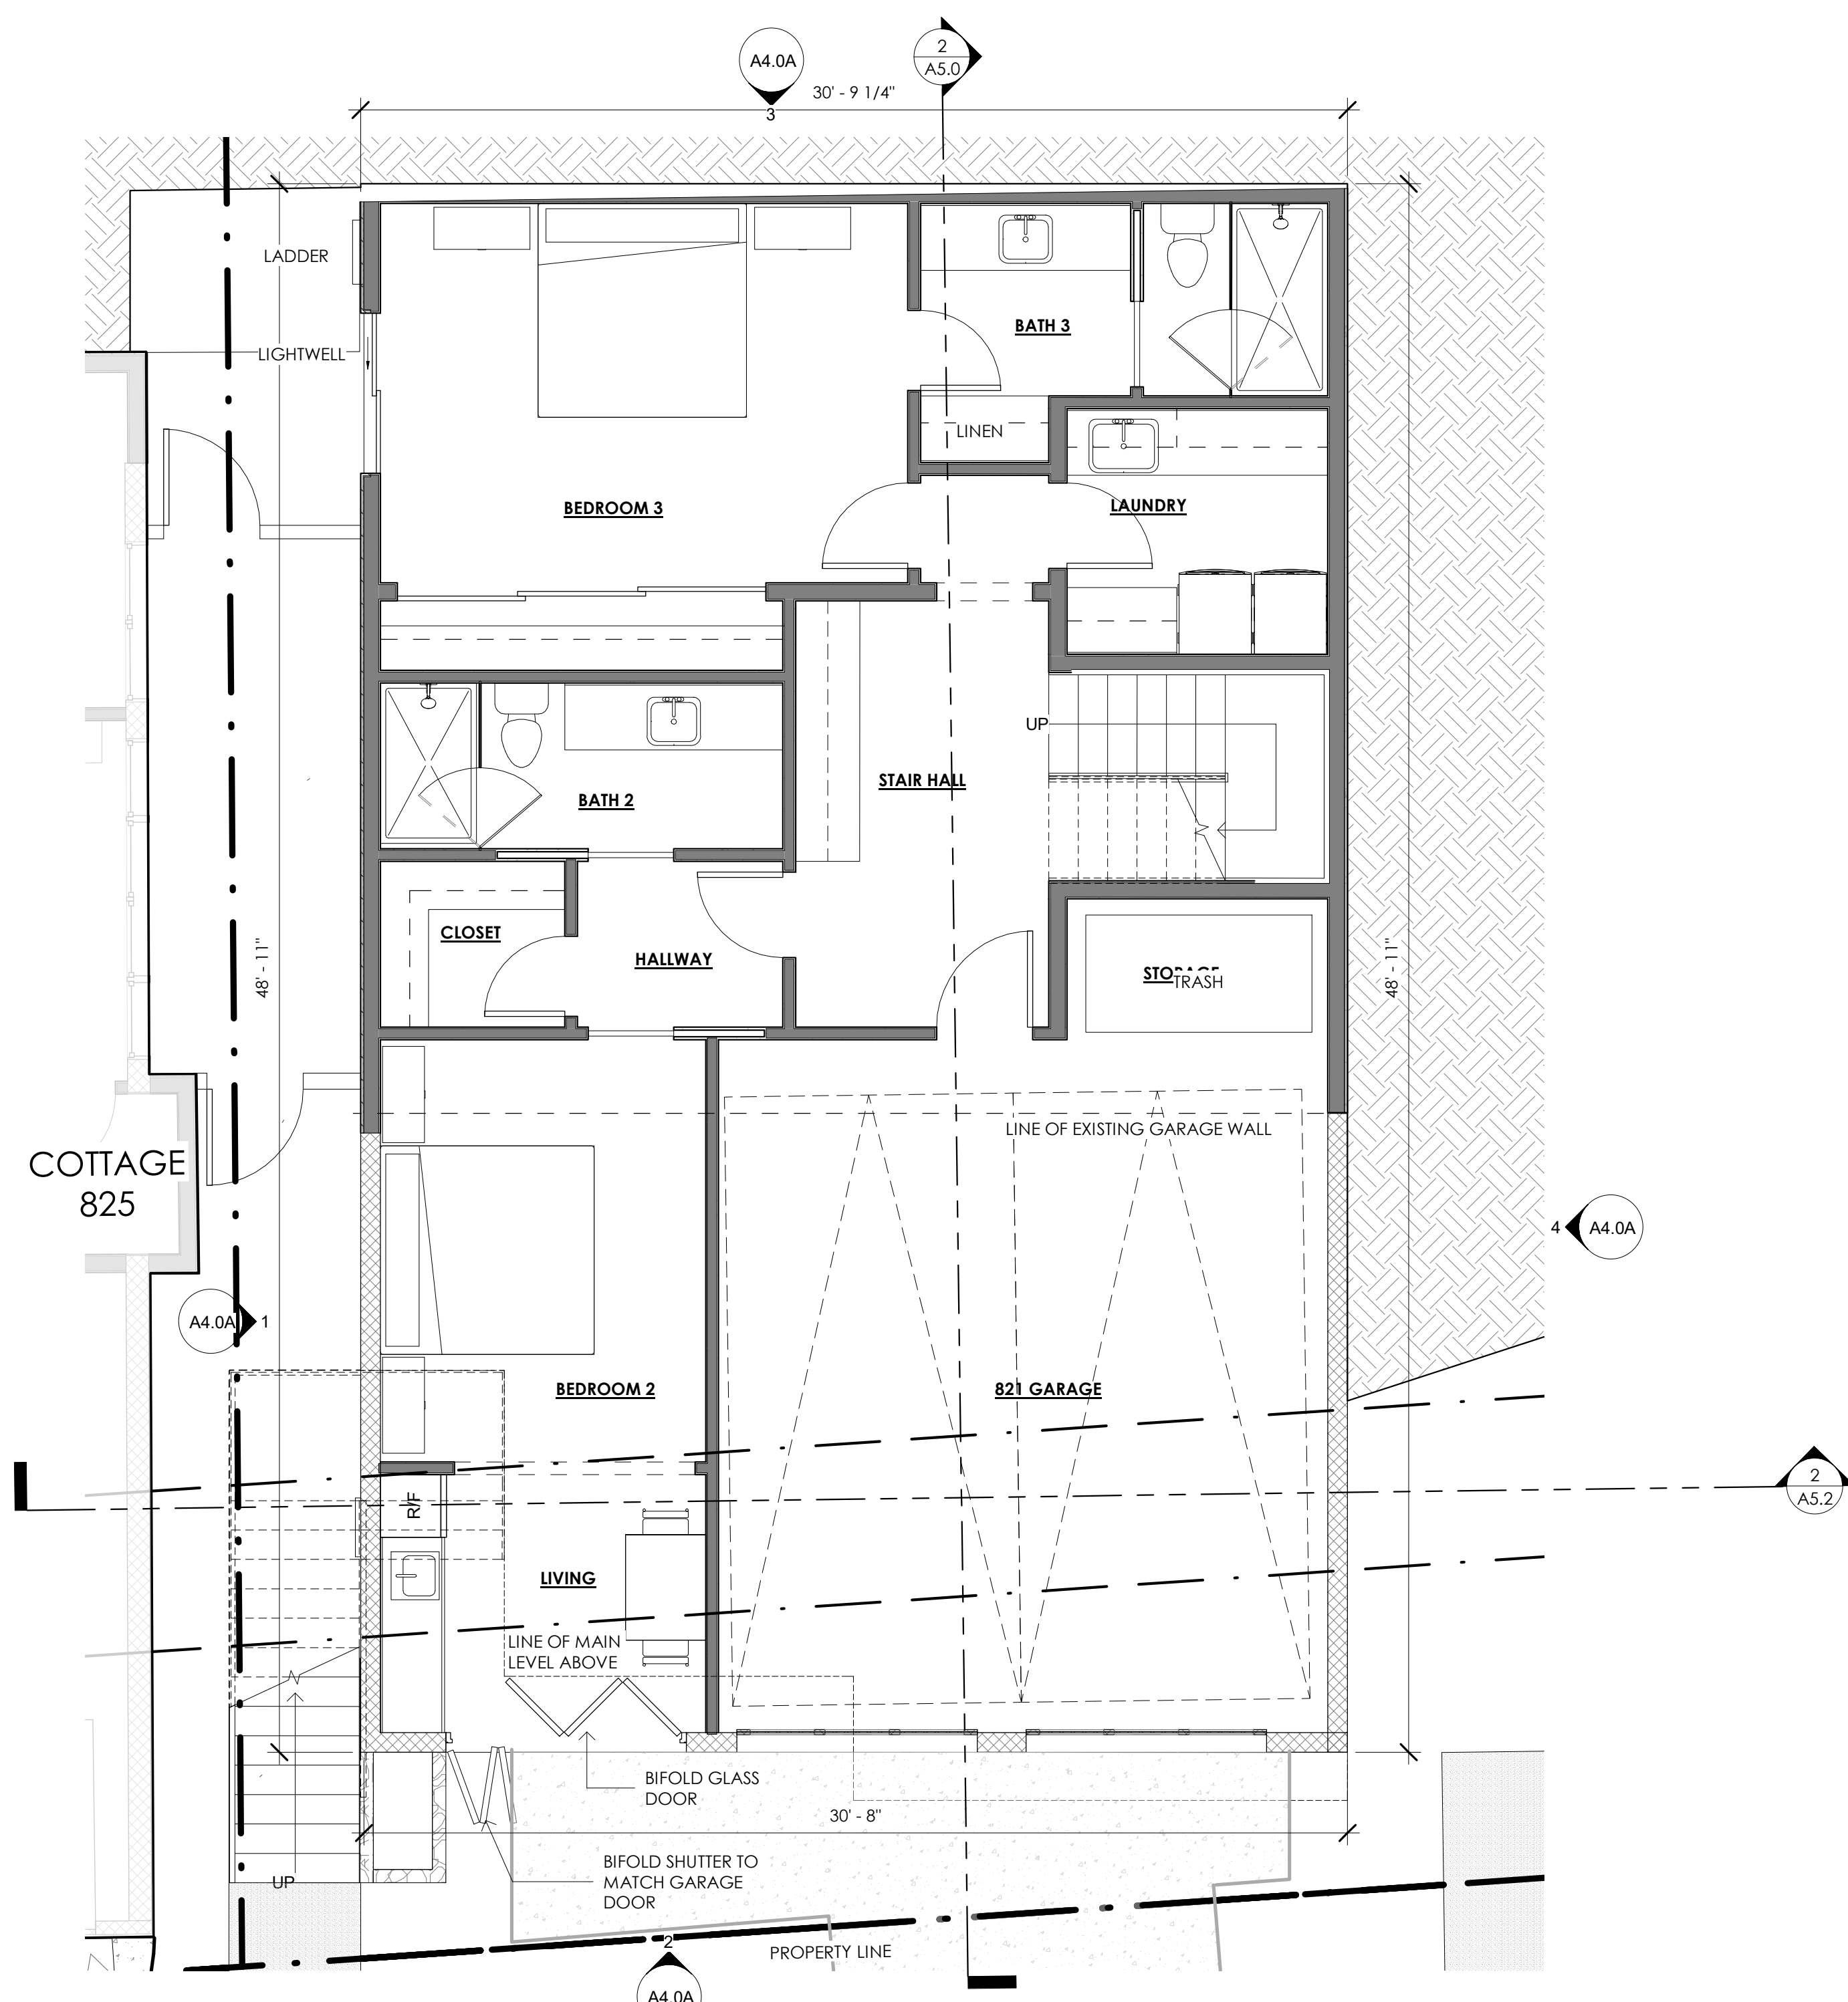 A4.0A
3
2
A5.0
30' - 9 1/4"
LADDER
LIGHTWELL
BATH 3
LINEN
BEDROOM 3
LAUNDRY
UP
STAIR HALL
BATH 2
CLOSET
HALLWAY
TRASH
48' - 11"
48' - 11"
LINE OF EXISTING GARAGE WALL
COTTAGE
825
4
A4.0A
A4.0A
1
BEDROOM 2
821 GARAGE
2
A5.2
R/F
LIVING
LINE OF MAIN
LEVEL ABOVE
BIFOLD GLASS
DOOR
30' - 8"
BIFOLD SHUTTER TO
MATCH GARAGE
DOOR
UP
PROPERTY LINE
2
A4.0A